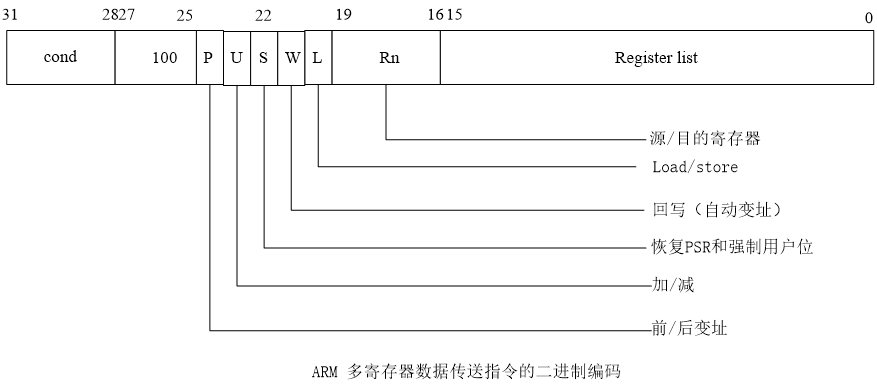 31 2827 25 22 19 1615 0
cond 100 P U S W L Rn Register list
源/目的寄存器
Load/store
回写（自动变址）
恢复PSR和强制用户位
加/减
前/后变址
ARM 多寄存器数据传送指令的二进制编码